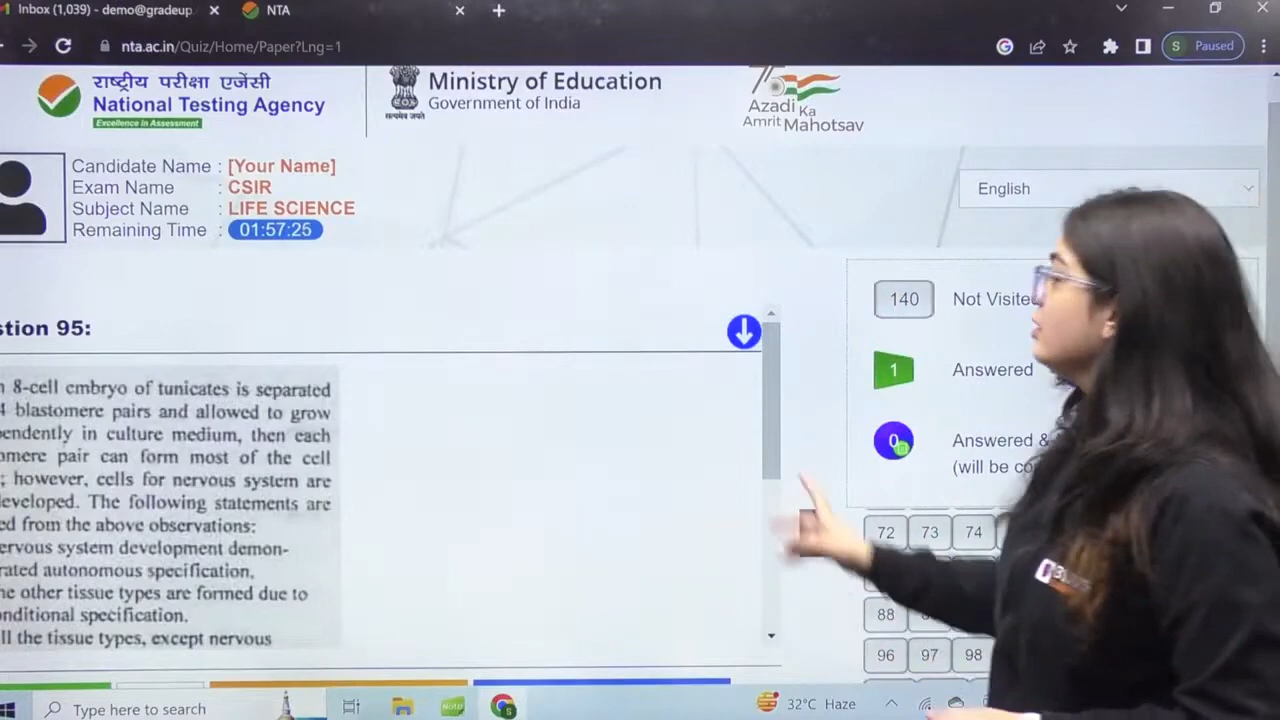 Inbox (1,039) - demo@gradeup
NTA
nta.ac.in/Quiz/Home/Paper?Lng=1
S Paused
राष्ट्रीय परीक्षा एजेंसी
National Testing Agency
Excellence in Assessment
सत्यमेव जयते
Ministry of Education
Government of India
75
Azadi Ka
Amrit Mahotsav
Candidate Name : [Your Name]
Exam Name : CSIR
Subject Name : LIFE SCIENCE
Remaining Time : 01:57:25
English
stion 95:
140 Not Visite
1 Answered
0 Answered &
(will be co
n 8-cell embryo of tunicates is separated
4 blastomere pairs and allowed to grow
pendently in culture medium, then each
omere pair can form most of the cell
; however, cells for nervous system are
developed. The following statements are
ed from the above observations:
ervous system development demon-
rated autonomous specification,
he other tissue types are formed due to
onditional specification.
ll the tissue types, except nervous
72 73 74
88
96 97 98
Type here to search
Note
S
32°C Haze